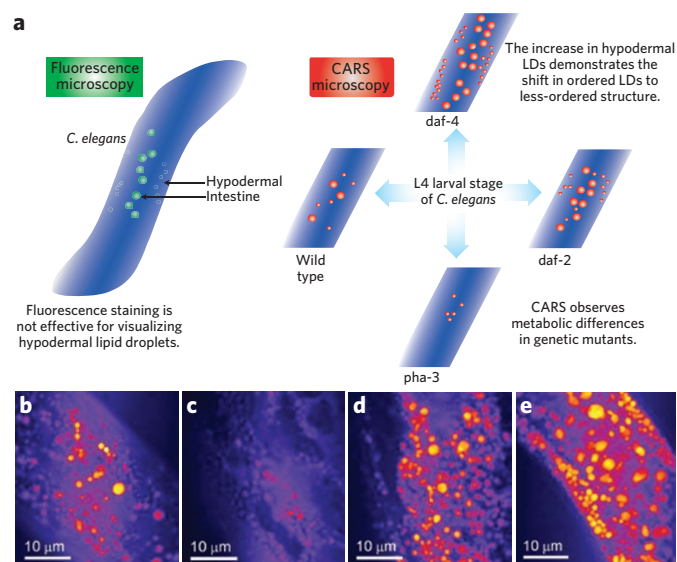 a
Fluorescence
microscopy
C. elegans
Hypodermal
Intestine
Fluorescence staining is
not effective for visualizing
hypodermal lipid droplets.
CARS
microscopy
daf-4
The increase in hypodermal
LDs demonstrates the
shift in ordered LDs to
less-ordered structure.
L4 larval stage
of C. elegans
Wild
type
daf-2
pha-3
CARS observes
metabolic differences
in genetic mutants.
b
10 μm
c
10 μm
d
10 μm
e
10 μm